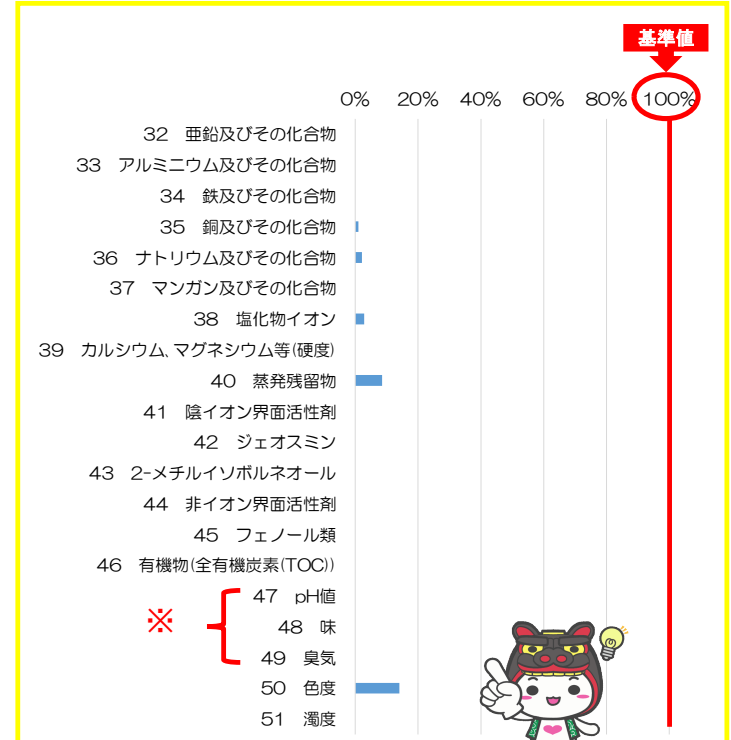 基準値
0% 20% 40% 60% 80% 100%
32 亜鉛及びその化合物
33 アルミニウム及びその化合物
34 鉄及びその化合物
35 銅及びその化合物
36 ナトリウム及びその化合物
37 マンガン及びその化合物
38 塩化物イオン
39 カルシウム、マグネシウム等(硬度)
40 蒸発残留物
41 陰イオン界面活性剤
42 ジェオスミン
43 2-メチルイソボルネオール
44 非イオン界面活性剤
45 フェノール類
46 有機物(全有機炭素(TOC))
47 pH値
※ 48 味
49 臭気
50 色度
51 濁度